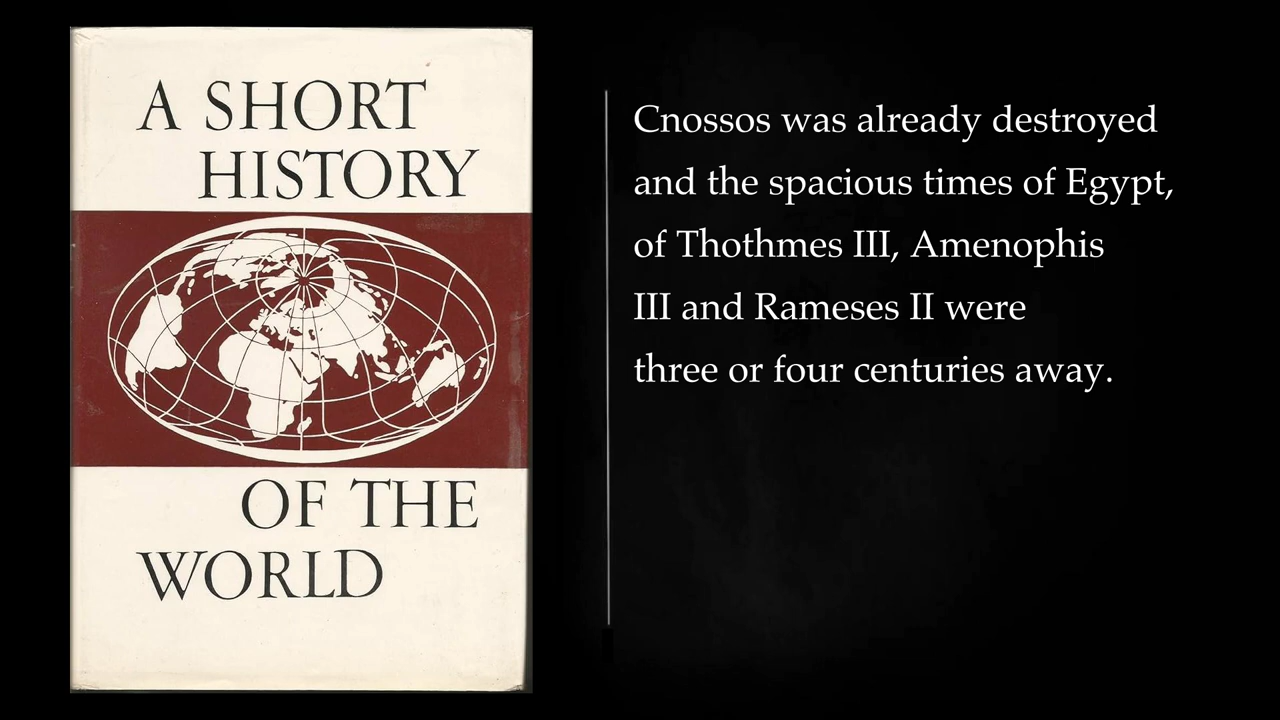 A SHORT
HISTORY
OF THE
WORLD
Cnossos was already destroyed
and the spacious times of Egypt,
of Thothmes III, Amenophis
III and Rameses II were
three or four centuries away.